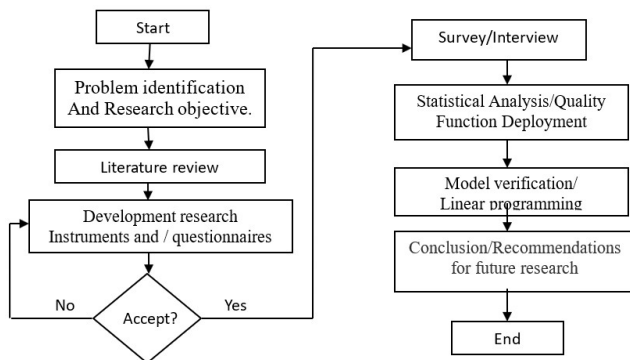 Start
Problem identification
And Research objective.
Literature review
Development research
Instruments and / questionnaires
No
Accept?
Yes
Survey/Interview
Statistical Analysis/Quality
Function Deployment
Model verification/
Linear programming
Conclusion/Recommendations
for future research
End